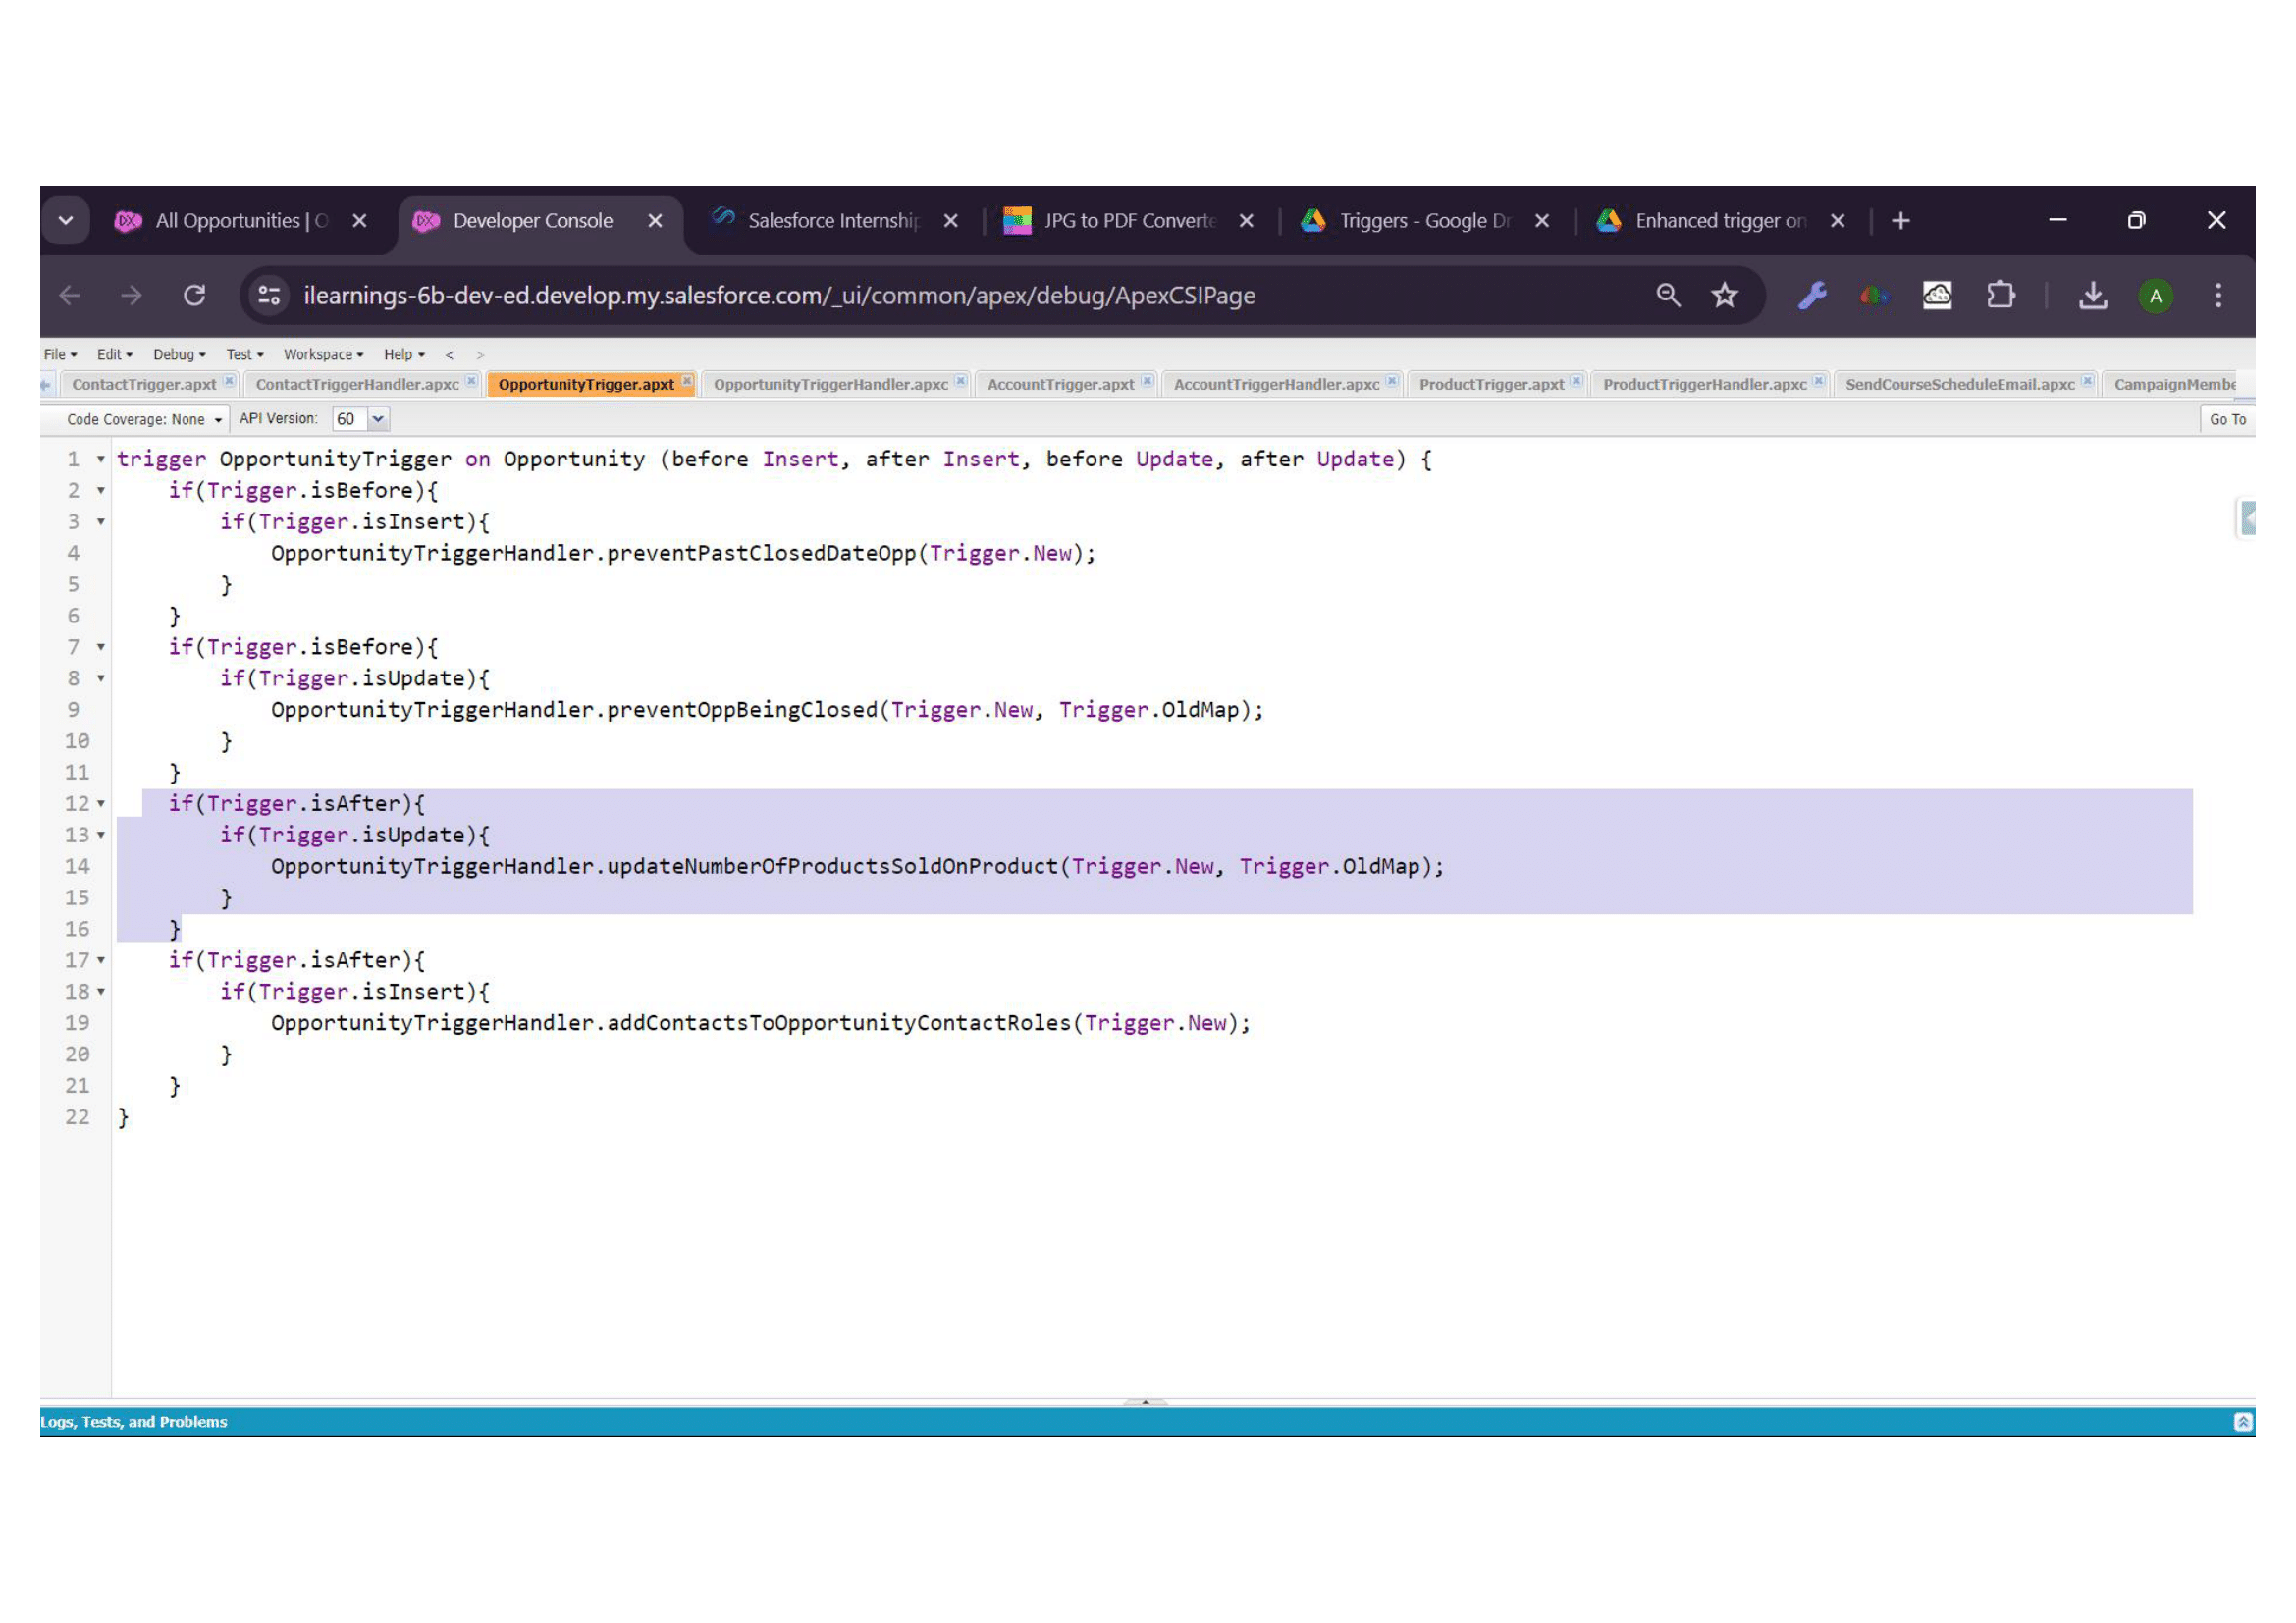 All Opportunities | O
Developer Console
Salesforce Internship
JPG to PDF Converte
Triggers - Google Dr
Enhanced trigger on
ilearnings-6b-dev-ed.develop.my.salesforce.com/_ui/common/apex/debug/ApexCSIPage
A
File Edit Debug Test Workspace Help < >
ContactTrigger.apxt ContactTriggerHandler.apxc OpportunityTrigger.apxt OpportunityTriggerHandler.apxc AccountTrigger.apxt AccountTriggerHandler.apxc ProductTrigger.apxt ProductTriggerHandler.apxc SendCourseScheduleEmail.apxc CampaignMembe
Code Coverage: None API Version: 60 Go To
1 trigger OpportunityTrigger on Opportunity (before Insert, after Insert, before Update, after Update) {
2 if(Trigger.isBefore){
3 if(Trigger.isInsert){
4 OpportunityTriggerHandler.preventPastClosedDateOpp(Trigger.New);
5 }
6 }
7 if(Trigger.isBefore){
8 if(Trigger.isUpdate){
9 OpportunityTriggerHandler.preventOppBeingClosed(Trigger.New, Trigger.OldMap);
10 }
11 }
12 if(Trigger.isAfter){
13 if(Trigger.isUpdate){
14 OpportunityTriggerHandler.updateNumberOfProductsSoldOnProduct(Trigger.New, Trigger.OldMap);
15 }
16 }
17 if(Trigger.isAfter){
18 if(Trigger.isInsert){
19 OpportunityTriggerHandler.addContactsToOpportunityContactRoles(Trigger.New);
20 }
21 }
22 }
Logs, Tests, and Problems